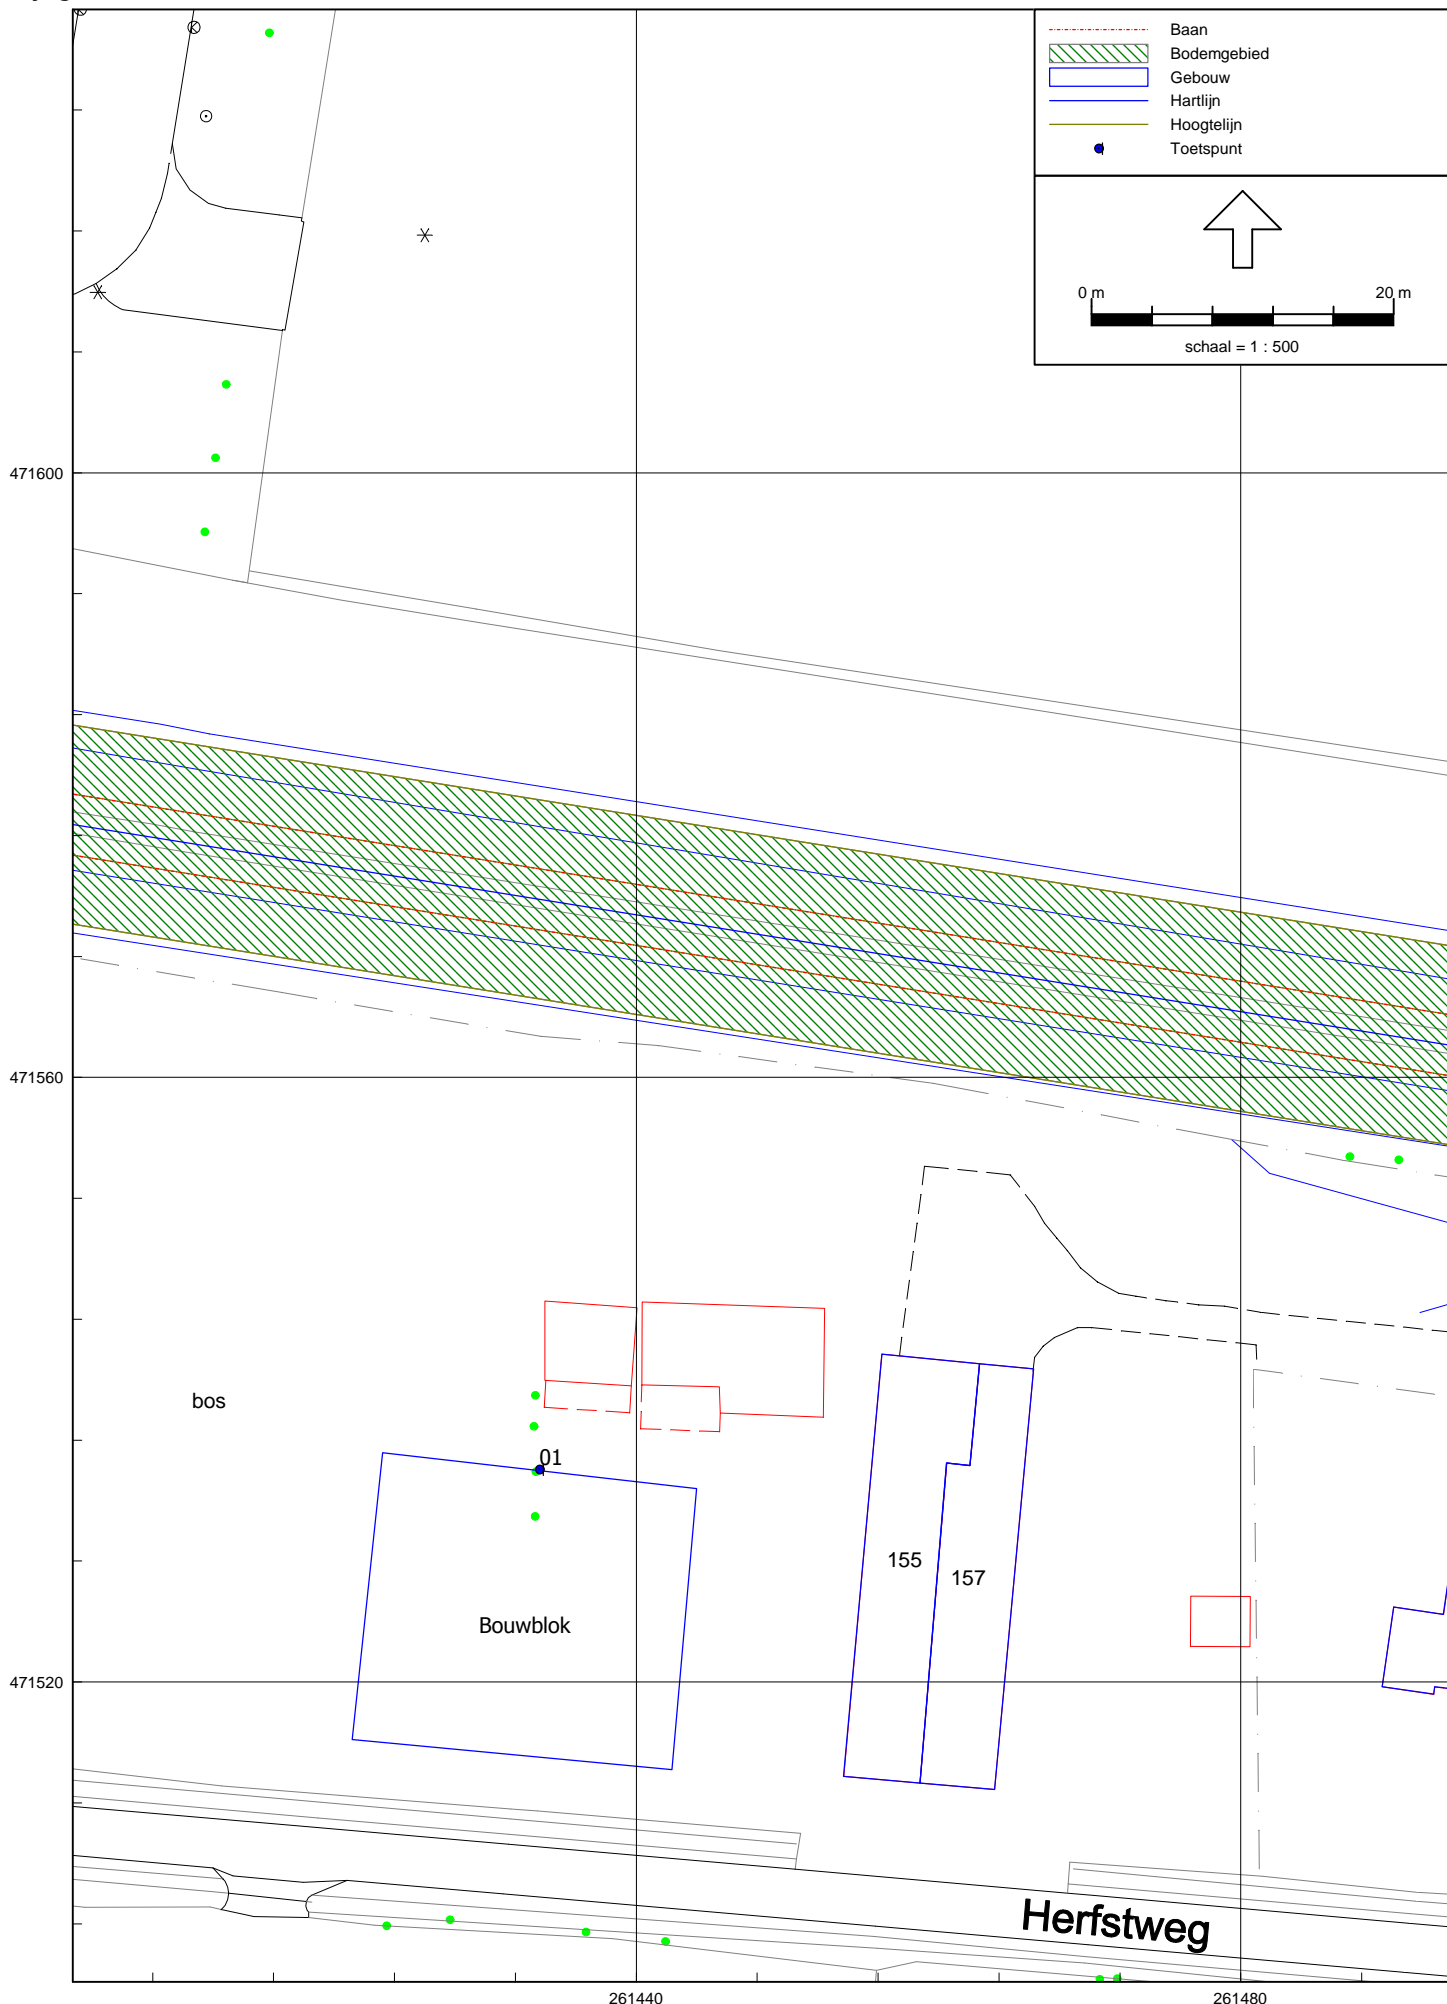 Baan
Bodemgebied
Gebouw
Hartlijn
Hoogtelijn
Toetspunt
0 m
20 m
schaal = 1 : 500
471600
471560
bos
01
155
157
Bouwblok
471520
Herfstweg
261440
261480